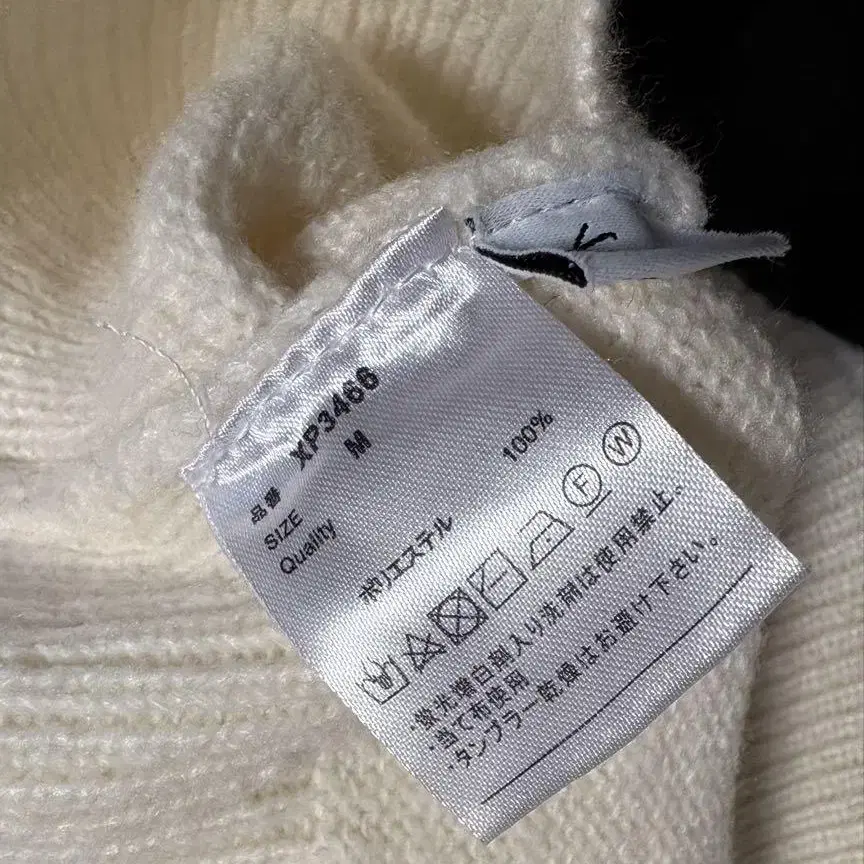 品番 XP3466
SIZE M
Quality
ポリエステル 100%
F W
・蛍光増白剤入り洗剤は使用禁止。
・当て布使用
・タンブラー乾燥はお避け下さい。
K